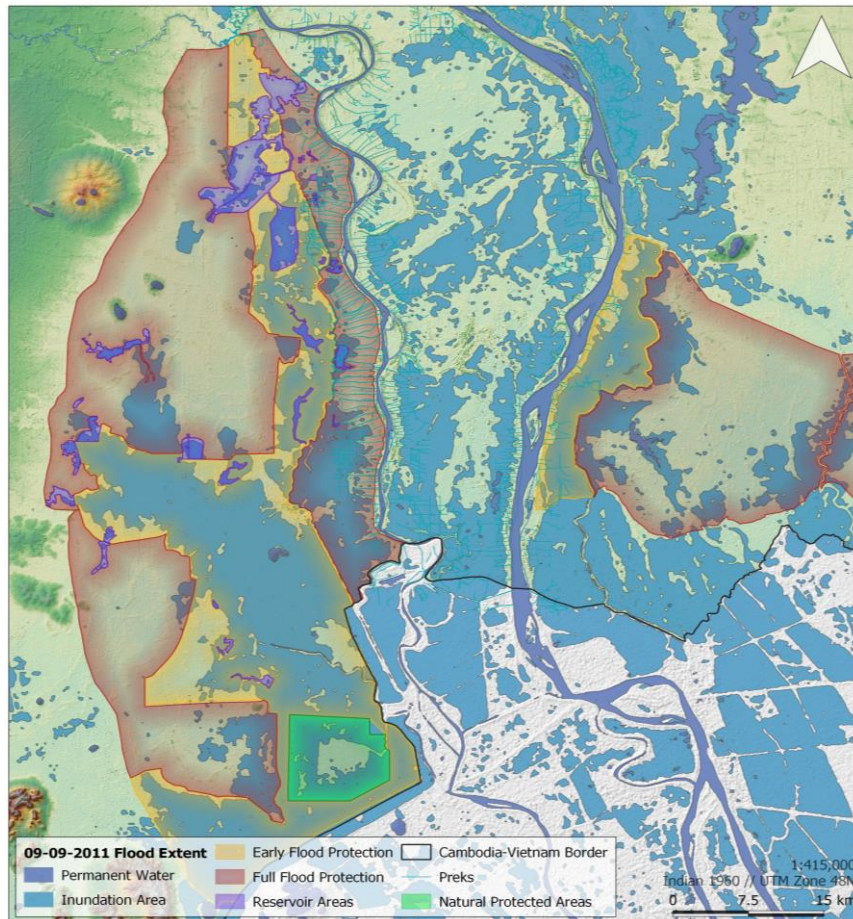 09-09-2011 Flood Extent
Permanent Water
Inundation Area
Early Flood Protection
Full Flood Protection
Reservoir Areas
Cambodia-Vietnam Border
Preks
Natural Protected Areas
1:415,000
Indian 1960 // UTM Zone 48N
0 7.5 15 km